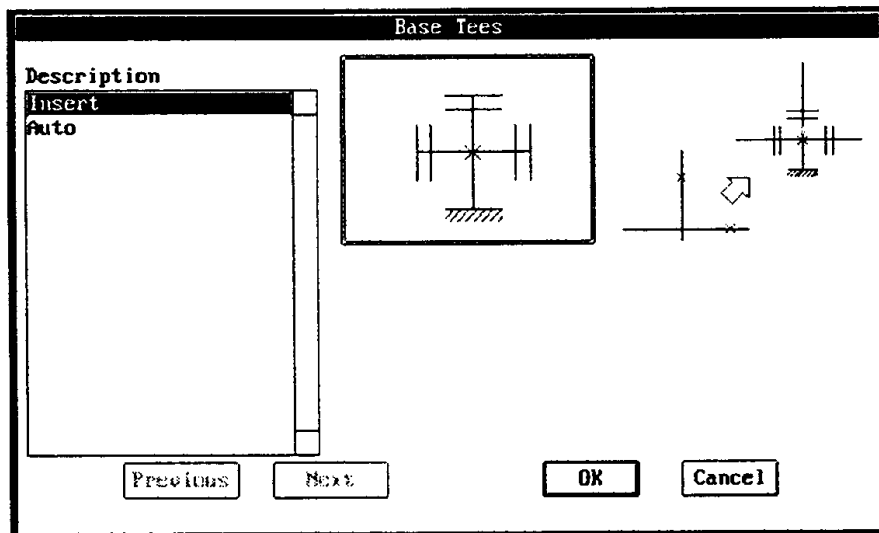 Base Tees
Description
Insert
Auto
Previous
Next
OK
Cancel